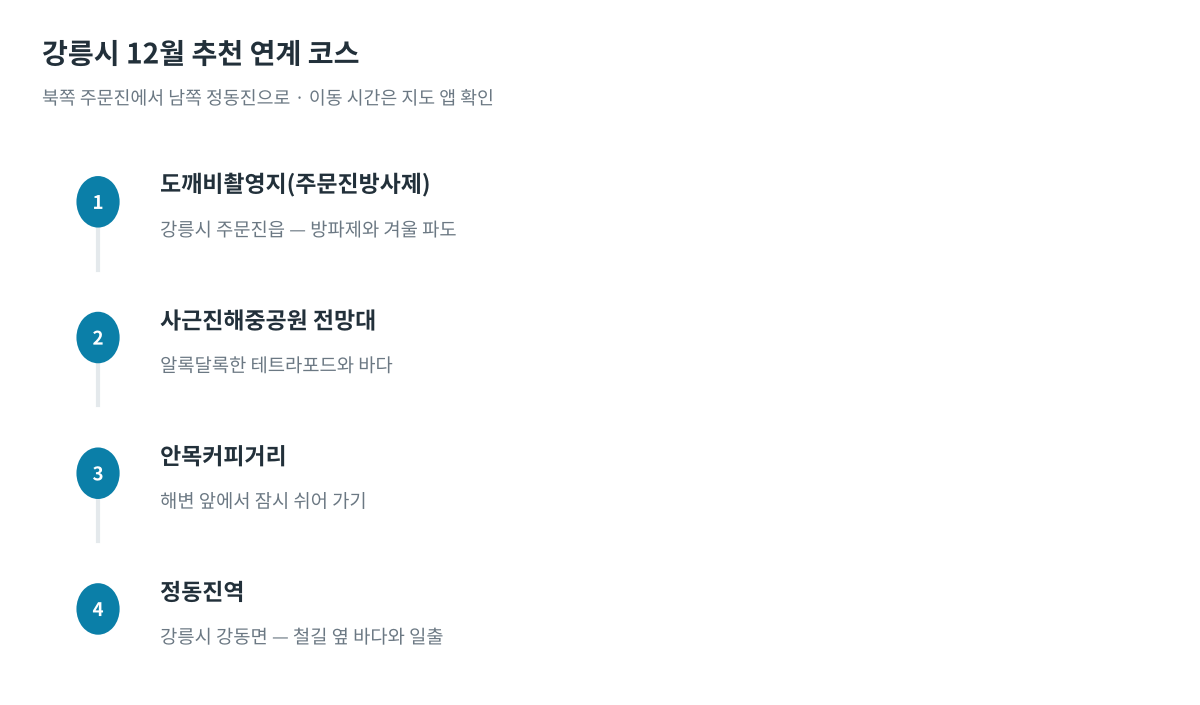 강릉시 12월 추천 연계 코스
북쪽 주문진에서 남쪽 정동진으로 · 이동 시간은 지도 앱 확인
1
도깨비촬영지(주문진방사제)
강릉시 주문진읍 — 방파제와 겨울 파도
2
사근진해중공원 전망대
알록달록한 테트라포드와 바다
3
안목커피거리
해변 앞에서 잠시 쉬어 가기
4
정동진역
강릉시 강동면 — 철길 옆 바다와 일출